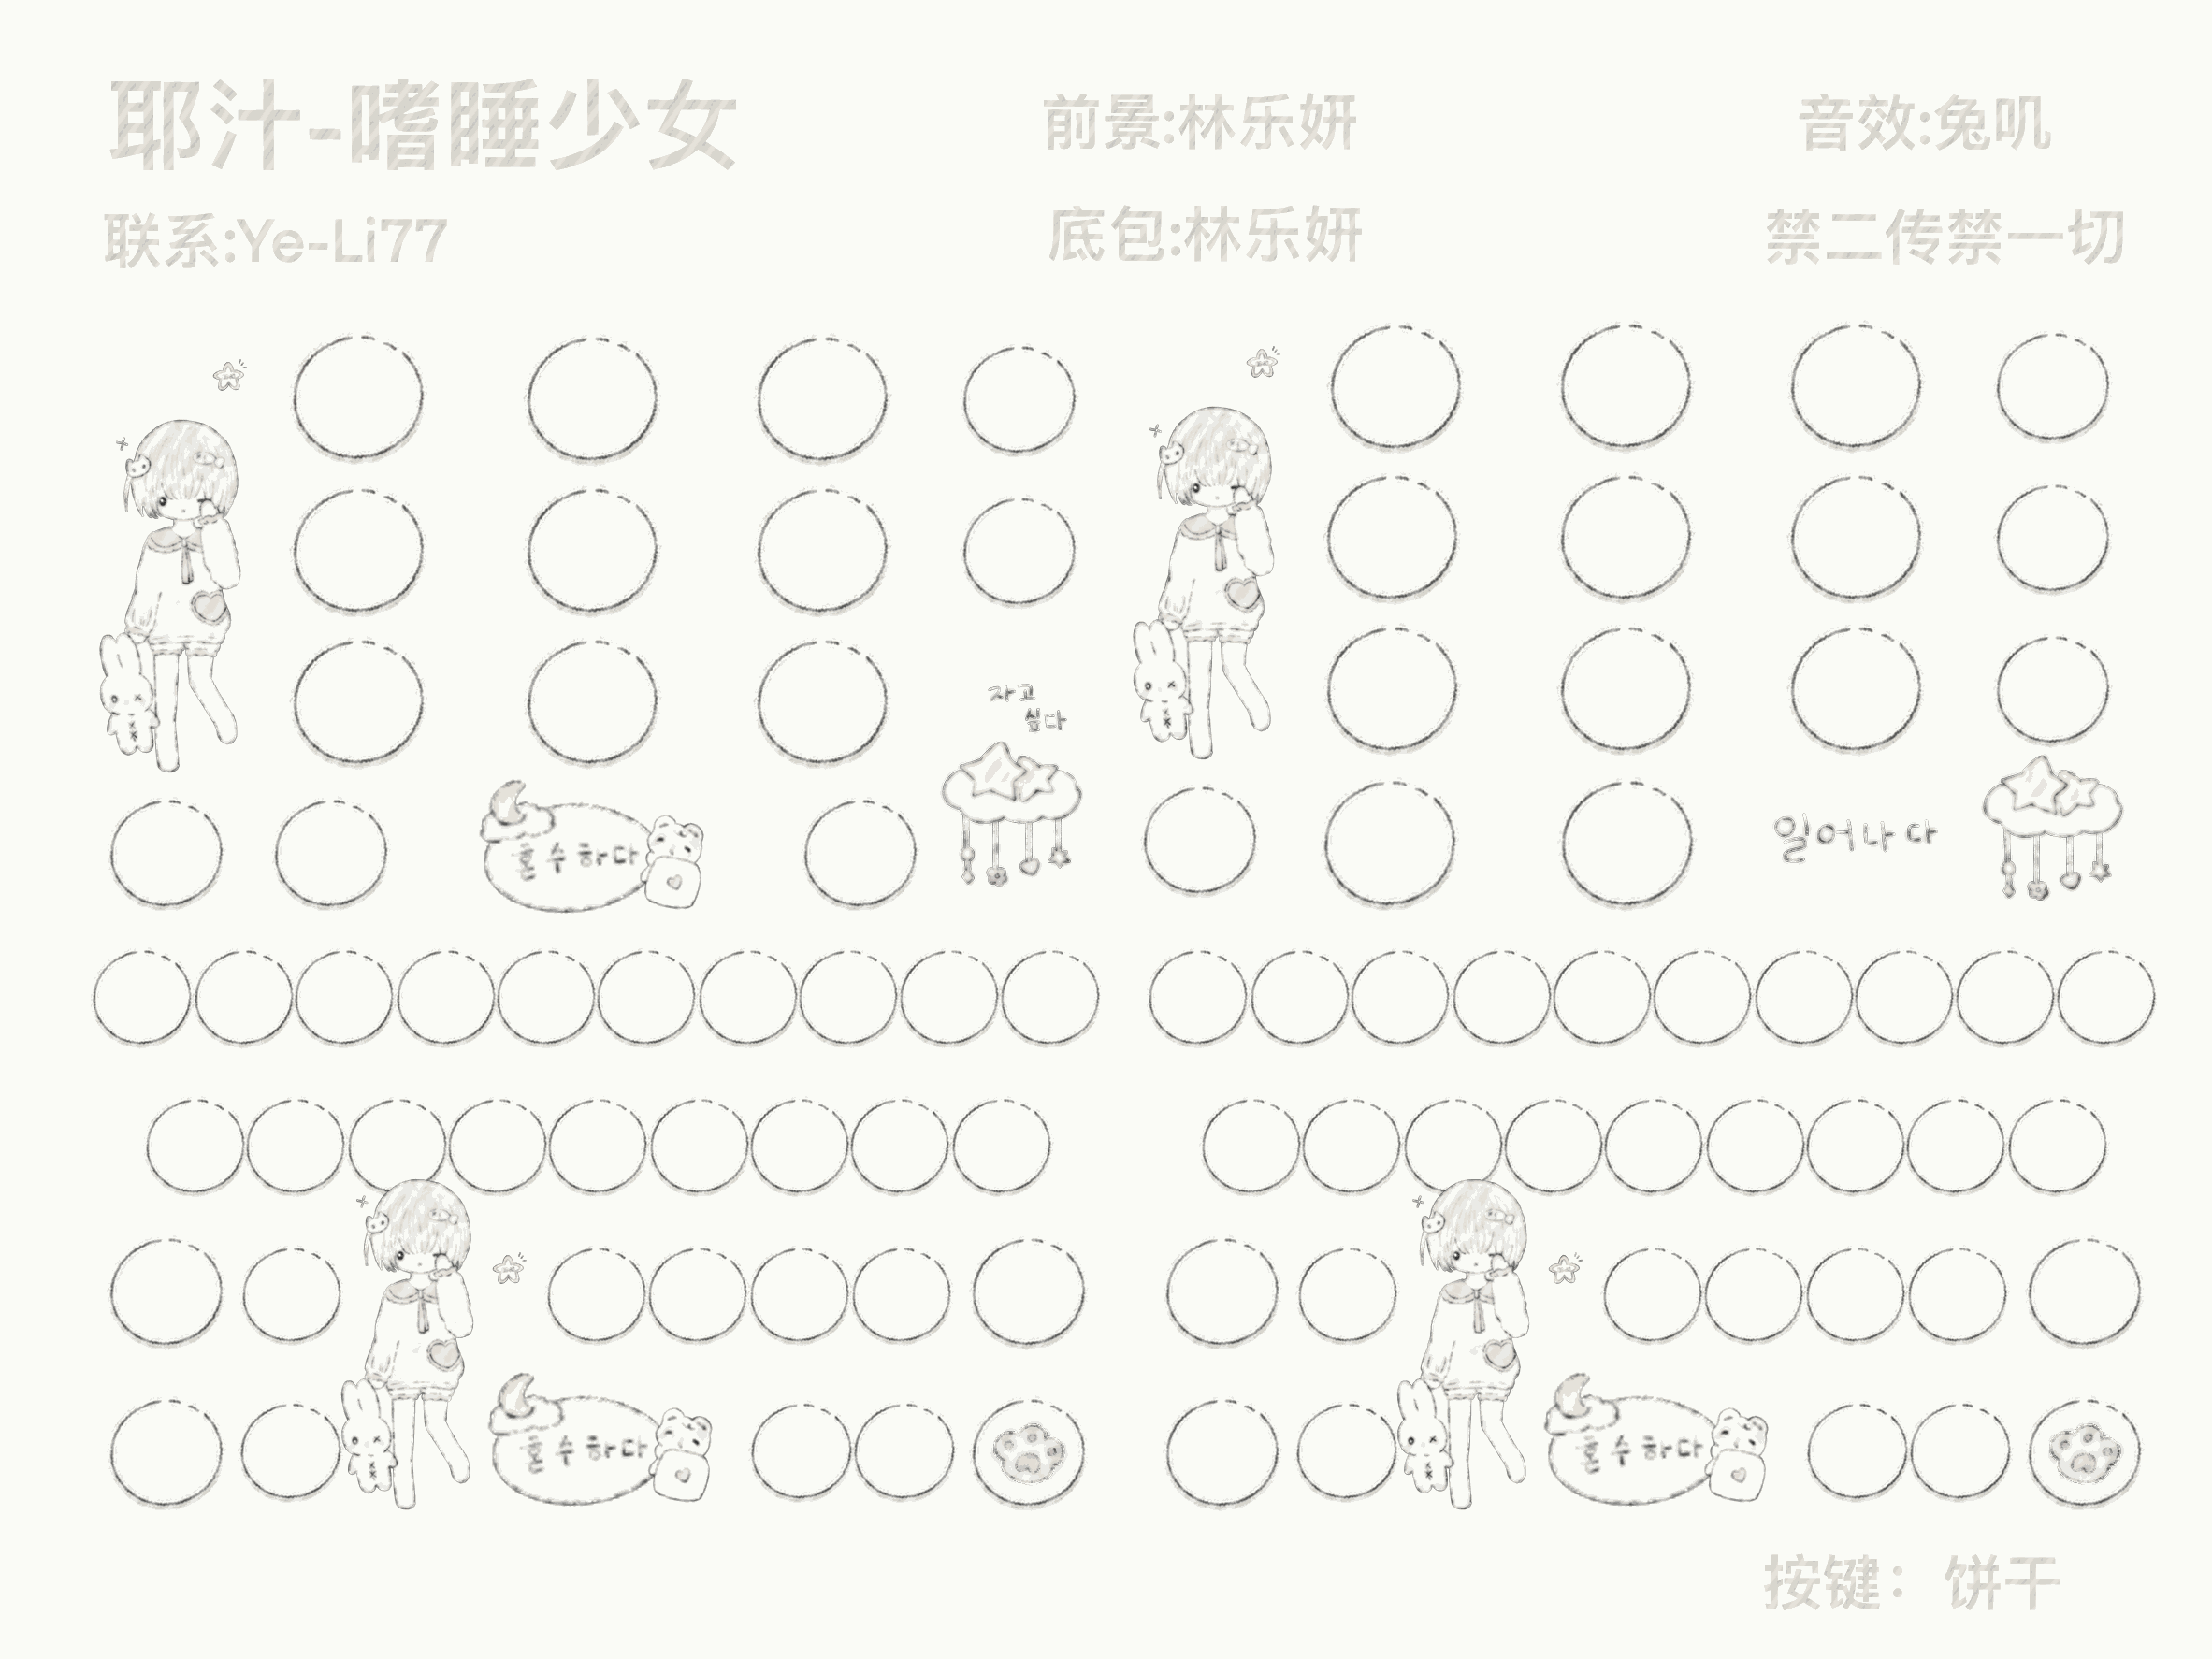 耶汁-嗜睡少女
前景:林乐妍
音效:兔叽
联系:Ye-Li77
底包:林乐妍
禁二传禁一切
자고
싶다
혼수하다
일어나다
혼수하다
혼수하다
按键：饼干